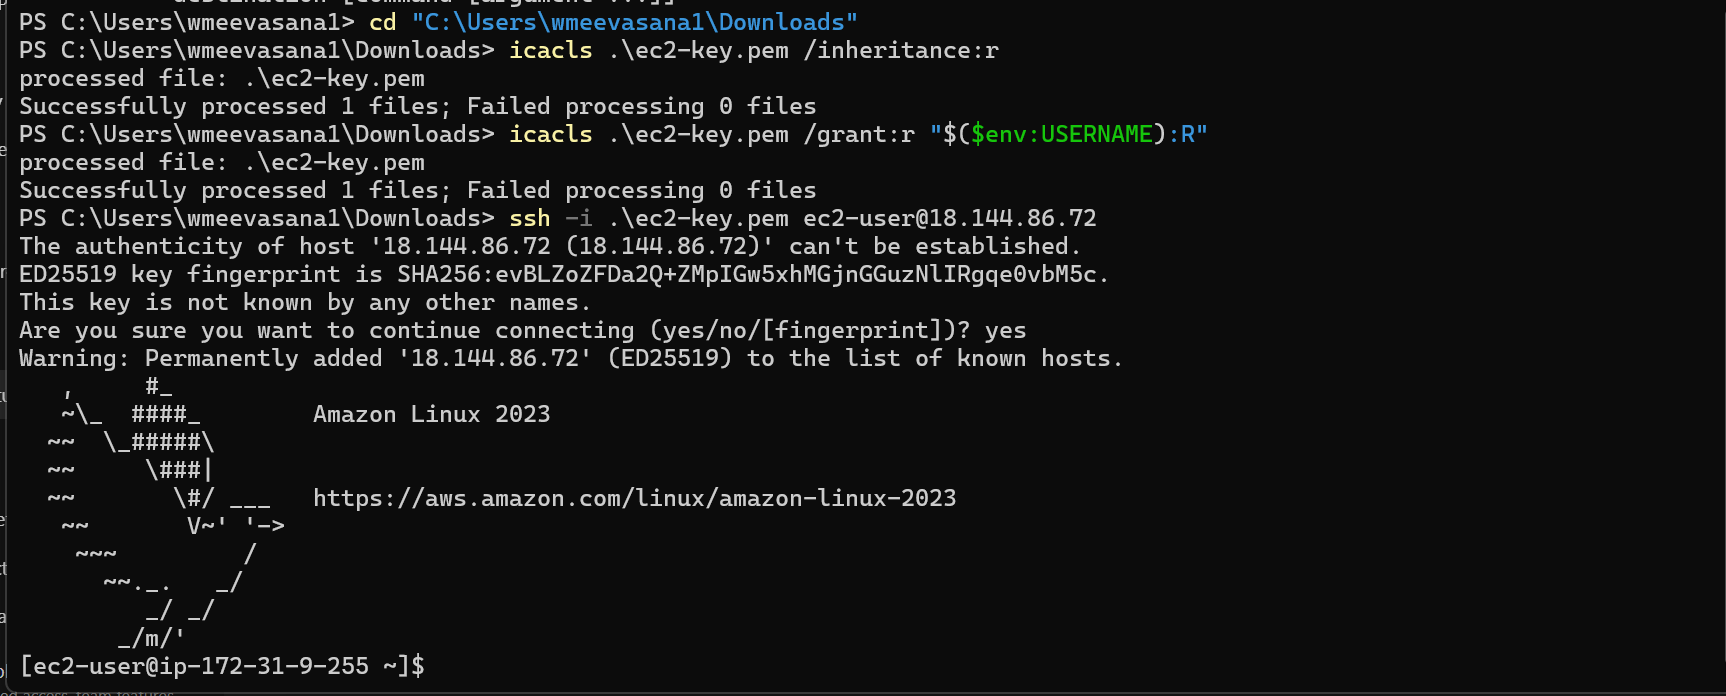 destination [command [argument ...]]
PS C:\Users\wmeevasana1> cd "C:\Users\wmeevasana1\Downloads"
PS C:\Users\wmeevasana1\Downloads> icacls .\ec2-key.pem /inheritance:r
processed file: .\ec2-key.pem
Successfully processed 1 files; Failed processing 0 files
PS C:\Users\wmeevasana1\Downloads> icacls .\ec2-key.pem /grant:r "$($env:USERNAME):R"
processed file: .\ec2-key.pem
Successfully processed 1 files; Failed processing 0 files
PS C:\Users\wmeevasana1\Downloads> ssh -i .\ec2-key.pem ec2-user@18.144.86.72
The authenticity of host '18.144.86.72 (18.144.86.72)' can't be established.
ED25519 key fingerprint is SHA256:evBLZoZFDa2Q+ZMpIGw5xhMGjnGGuzNlIRgqe0vbM5c.
This key is not known by any other names.
Are you sure you want to continue connecting (yes/no/[fingerprint])? yes
Warning: Permanently added '18.144.86.72' (ED25519) to the list of known hosts.
   ,     #_
   ~\_  ####_        Amazon Linux 2023
  ~~  \_#####\
  ~~     \###|
  ~~       \#/ ___   https://aws.amazon.com/linux/amazon-linux-2023
   ~~       V~' '->
    ~~~         /
      ~~._.   _/
         _/ _/
       _/m/'
[ec2-user@ip-172-31-9-255 ~]$